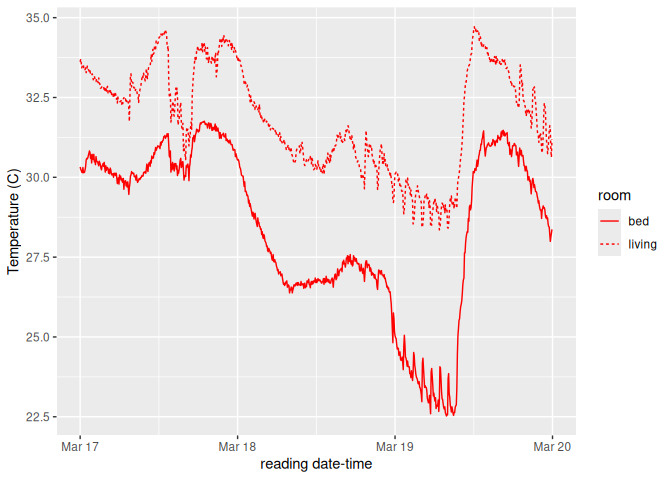 35.0
32.5
30.0
27.5
25.0
22.5
Temperature (C)
Mar 17
Mar 18
Mar 19
Mar 20
reading date-time
room
bed
living